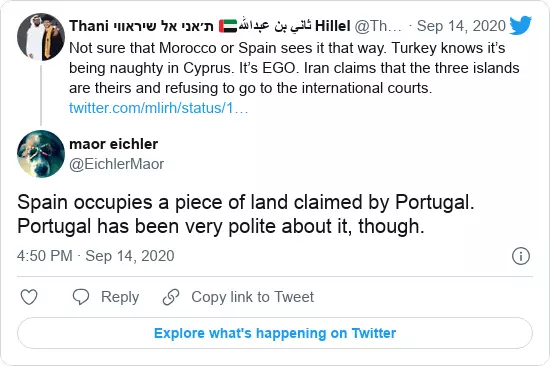 Thani ת׳אני אל שיראווי 🇦🇪ثاني بن عبدالله Hillel @Th… · Sep 14, 2020
Not sure that Morocco or Spain sees it that way. Turkey knows it’s
being naughty in Cyprus. It’s EGO. Iran claims that the three islands
are theirs and refusing to go to the international courts.
twitter.com/mlirh/status/1…
maor eichler
@EichlerMaor
Spain occupies a piece of land claimed by Portugal.
Portugal has been very polite about it, though.
4:50 PM · Sep 14, 2020
Reply
Copy link to Tweet
Explore what's happening on Twitter